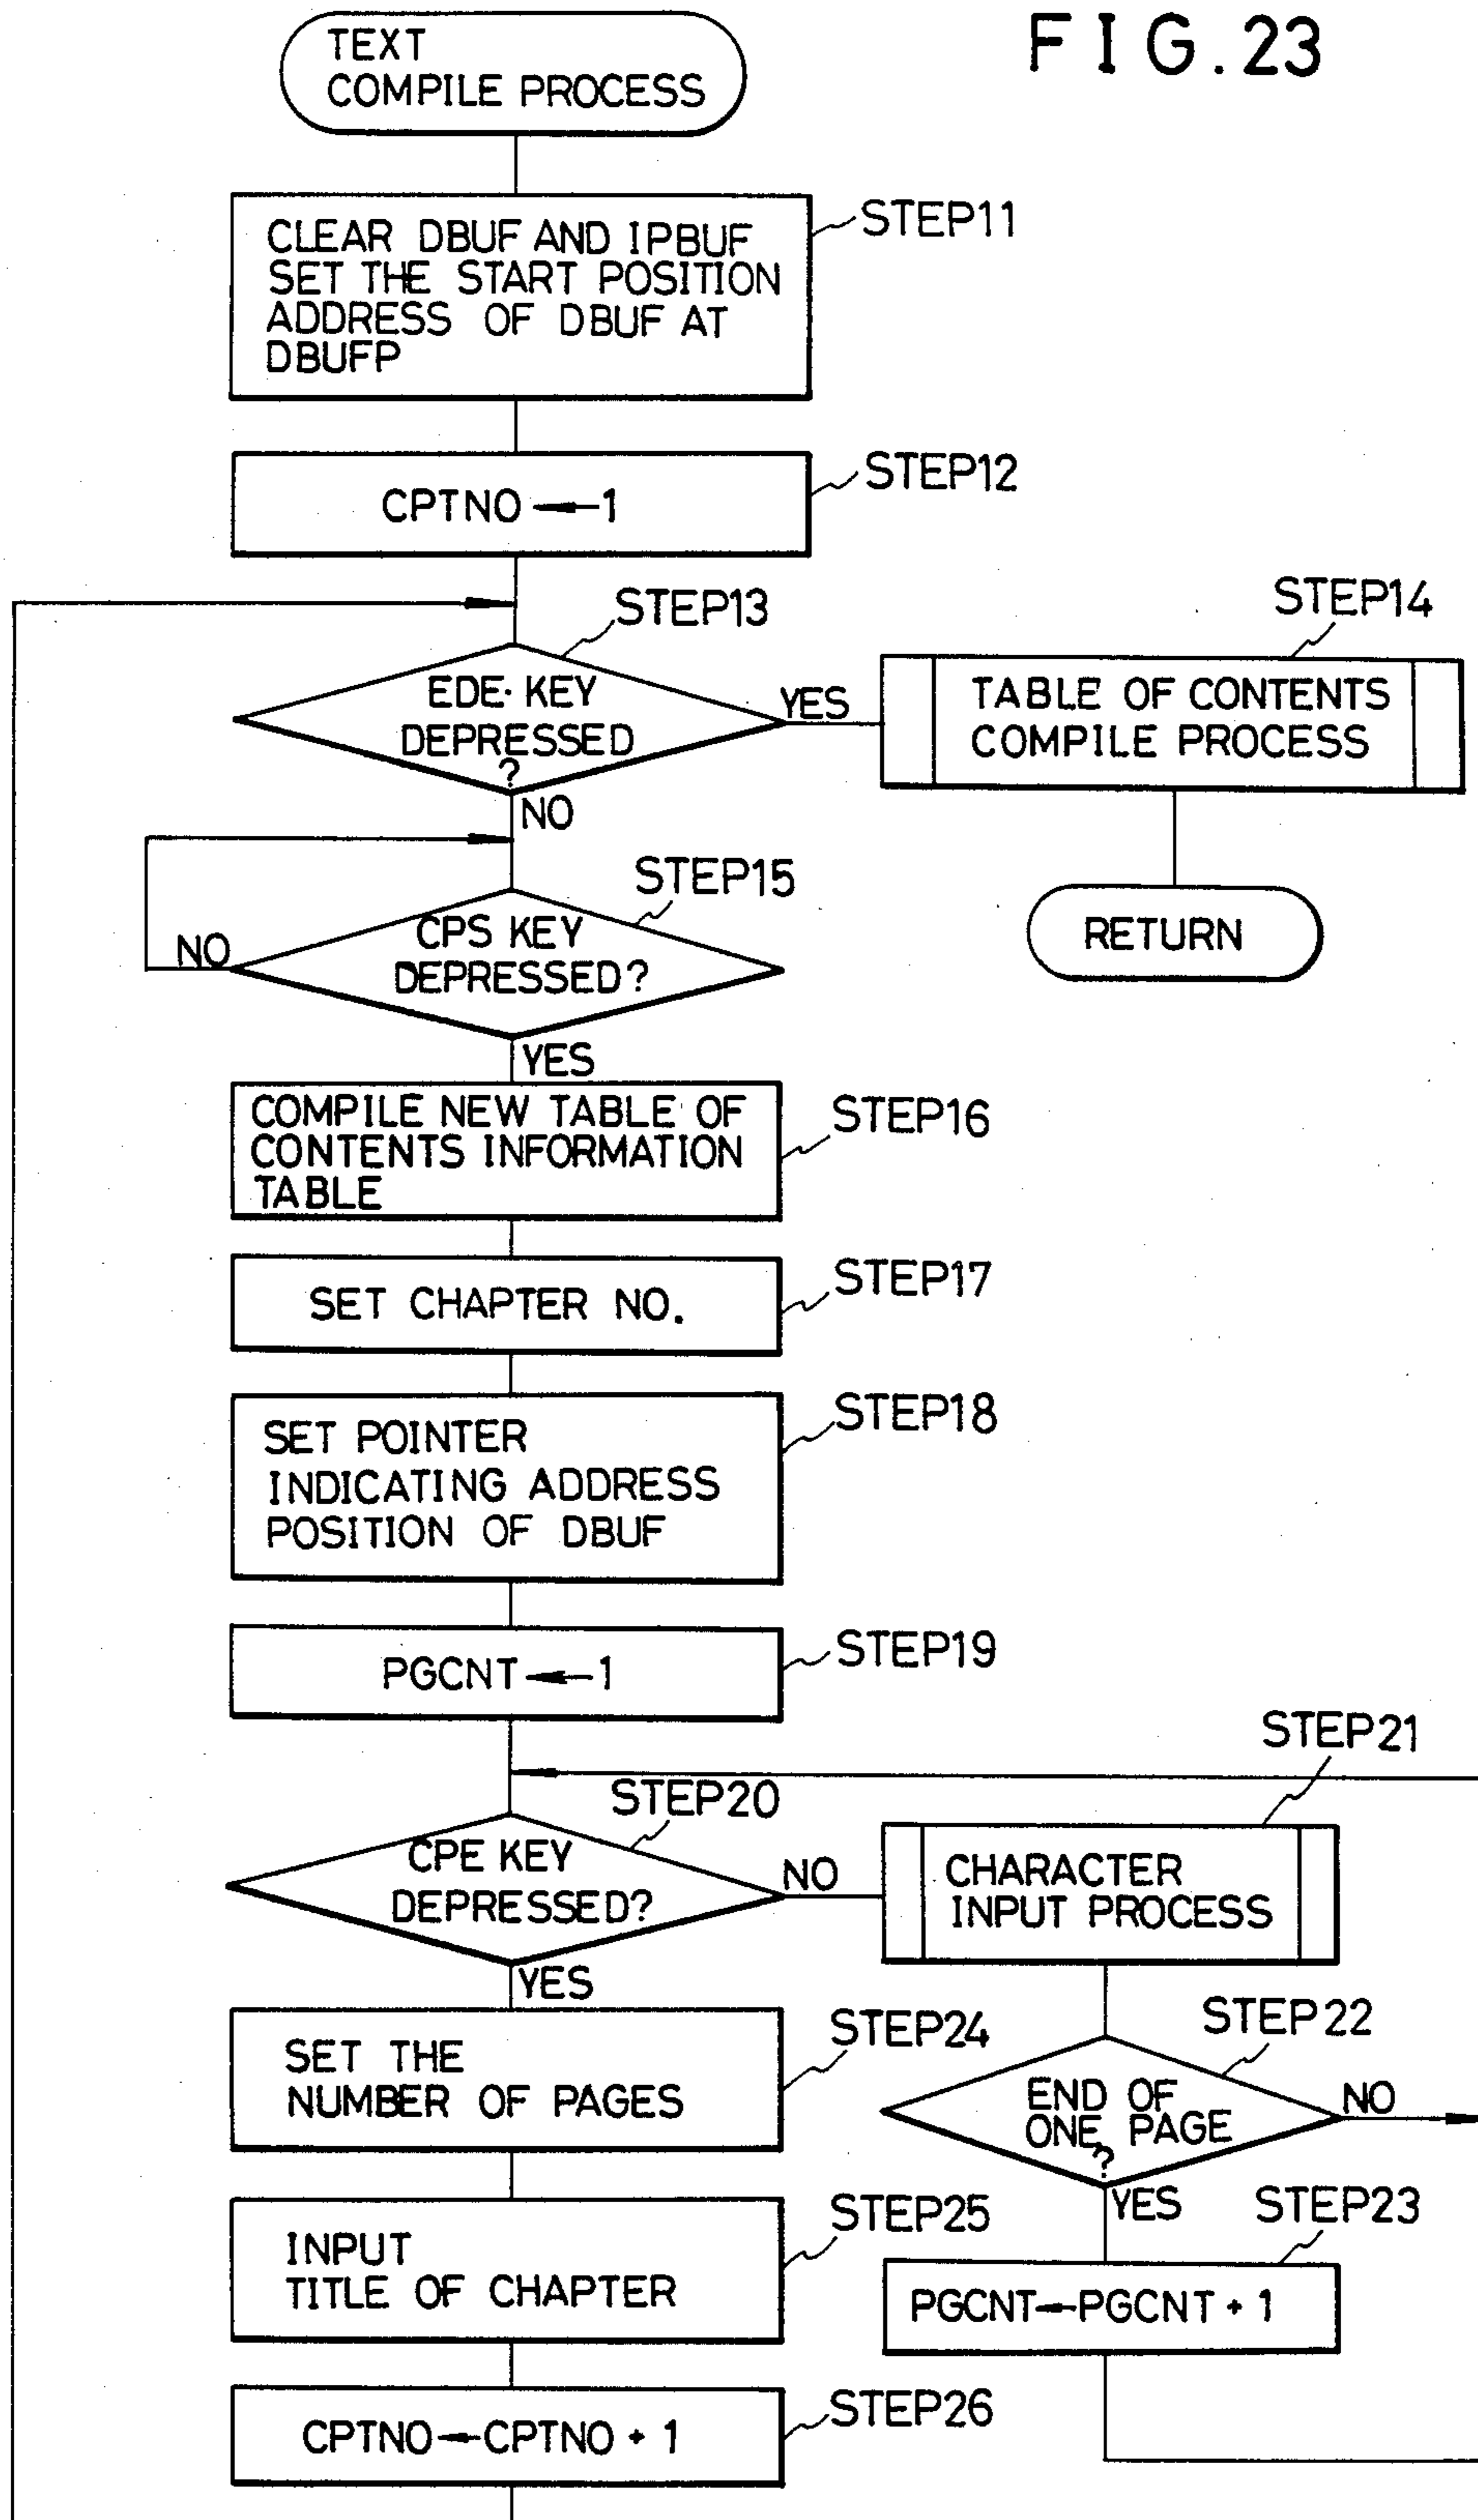 FIG.23
TEXT
COMPILE PROCESS
STEP11
CLEAR DBUF AND IPBUF
SET THE START POSITION
ADDRESS OF DBUF AT
DBUFP
STEP12
CPTNO ← 1
STEP13
EDE·KEY
DEPRESSED
?
YES
NO
STEP14
TABLE OF CONTENTS
COMPILE PROCESS
RETURN
STEP15
CPS KEY
DEPRESSED?
NO
YES
STEP16
COMPILE NEW TABLE OF
CONTENTS INFORMATION
TABLE
STEP17
SET CHAPTER NO.
STEP18
SET POINTER
INDICATING ADDRESS
POSITION OF DBUF
STEP19
PGCNT ← 1
STEP20
CPE KEY
DEPRESSED?
NO
YES
STEP21
CHARACTER
INPUT PROCESS
STEP22
END OF
ONE PAGE
?
NO
YES
STEP23
PGCNT ← PGCNT + 1
STEP24
SET THE
NUMBER OF PAGES
STEP25
INPUT
TITLE OF CHAPTER
STEP26
CPTNO ← CPTNO + 1